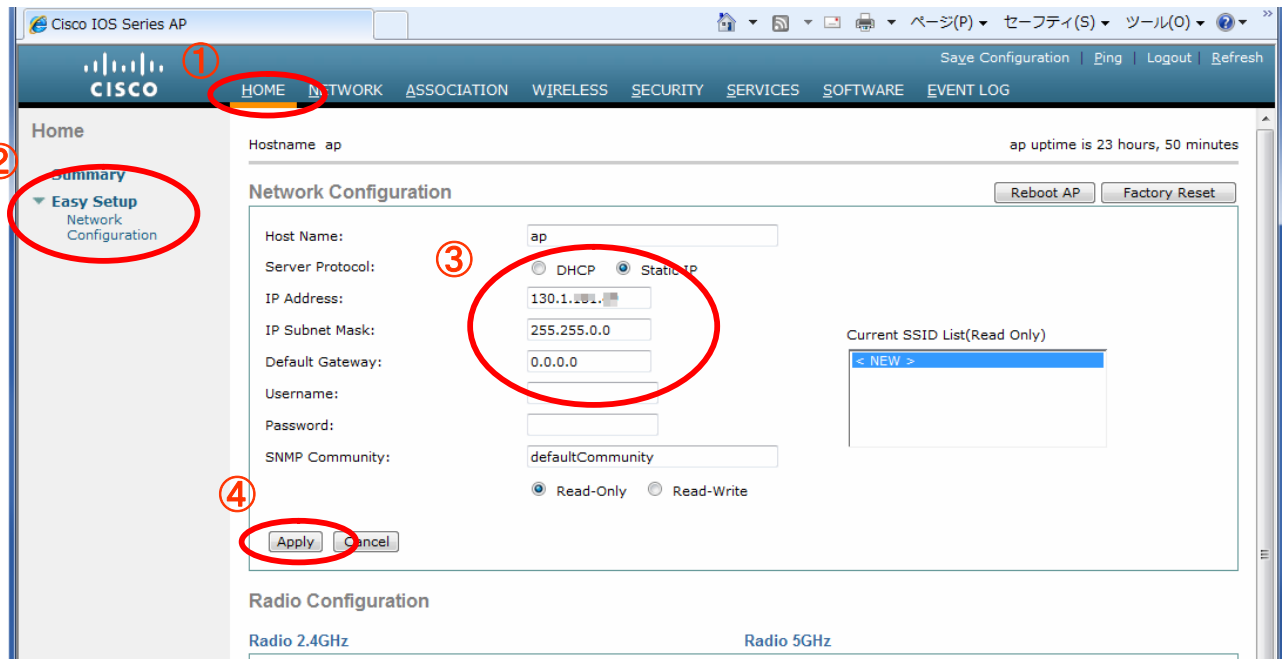 Cisco IOS Series AP ページ(P) セーフティ(S) ツール(O) »
① Save Configuration | Ping | Logout | Refresh
CISCO HOME NETWORK ASSOCIATION WIRELESS SECURITY SERVICES SOFTWARE EVENT LOG
Home
Hostname ap ap uptime is 23 hours, 50 minutes
②
Summary
Network Configuration Reboot AP Factory Reset
Easy Setup
Network
Configuration
Host Name: ap
③
Server Protocol: DHCP Static IP
IP Address: 130.1.
IP Subnet Mask: 255.255.0.0
Current SSID List(Read Only)
Default Gateway: 0.0.0.0
< NEW >
Username:
Password:
SNMP Community: defaultCommunity
④ Read-Only Read-Write
Apply Cancel
Radio Configuration
Radio 2.4GHz Radio 5GHz